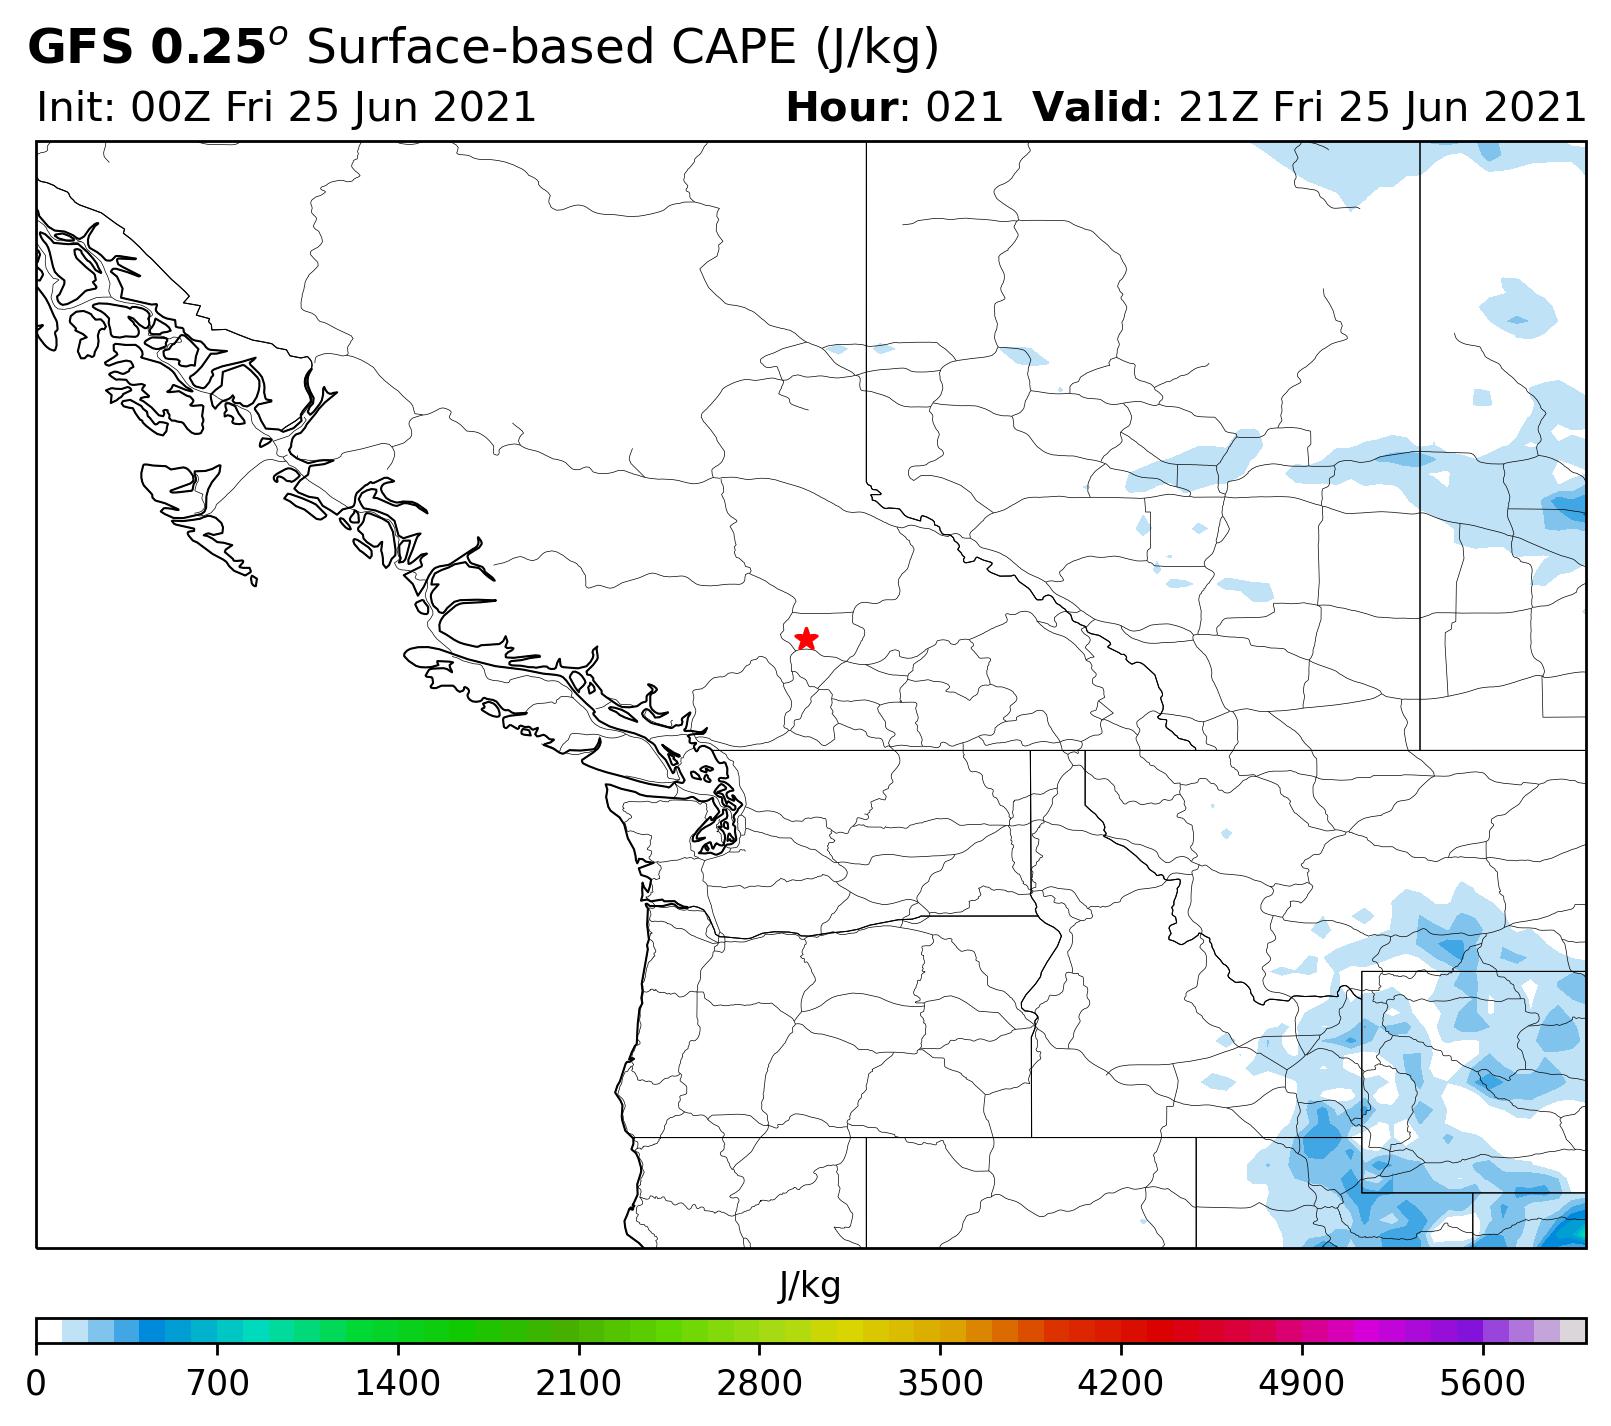 GFS 0.25° Surface-based CAPE (J/kg)
Init: 00Z Fri 25 Jun 2021 Hour: 021 Valid: 21Z Fri 25 Jun 2021
J/kg
0 700 1400 2100 2800 3500 4200 4900 5600